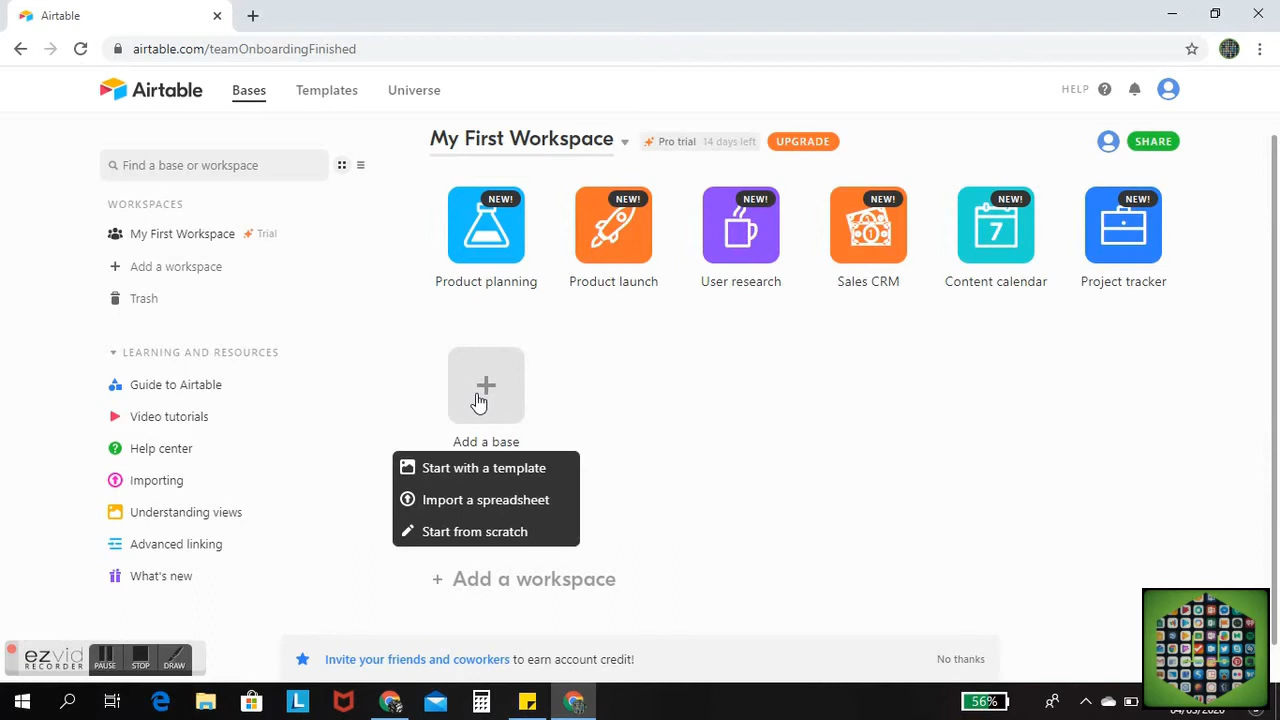 Airtable
airtable.com/teamOnboardingFinished
Airtable
Bases
Templates
Universe
HELP
My First Workspace
Pro trial 14 days left
UPGRADE
SHARE
Find a base or workspace
WORKSPACES
My First Workspace
Trial
Add a workspace
Trash
LEARNING AND RESOURCES
Guide to Airtable
Video tutorials
Help center
Importing
Understanding views
Advanced linking
What's new
NEW!
NEW!
NEW!
NEW!
NEW!
NEW!
1
7
Product planning
Product launch
User research
Sales CRM
Content calendar
Project tracker
Add a base
Start with a template
Import a spreadsheet
Start from scratch
+ Add a workspace
Invite your friends and coworkers to earn account credit!
No thanks
ezvid
RECORDER
PAUSE
STOP
DRAW
L
56%